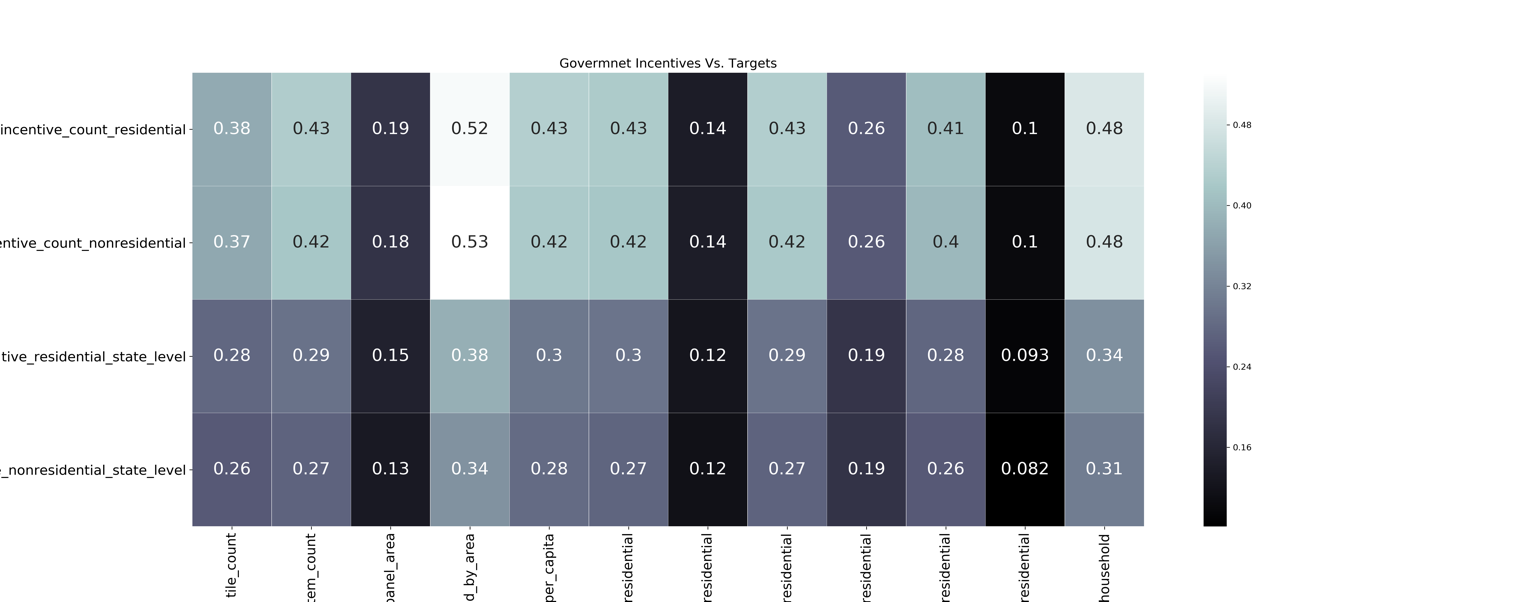 Govermnet Incentives Vs. Targets
incentive_count_residential 0.38 0.43 0.19 0.52 0.43 0.43 0.14 0.43 0.26 0.41 0.1 0.48
entive_count_nonresidential 0.37 0.42 0.18 0.53 0.42 0.42 0.14 0.42 0.26 0.4 0.1 0.48
tive_residential_state_level 0.28 0.29 0.15 0.38 0.3 0.3 0.12 0.29 0.19 0.28 0.093 0.34
_nonresidential_state_level 0.26 0.27 0.13 0.34 0.28 0.27 0.12 0.27 0.19 0.26 0.082 0.31
tile_count
tem_count
panel_area
d_by_area
per_capita
residential
residential
residential
residential
residential
residential
household
0.48
0.40
0.32
0.24
0.16